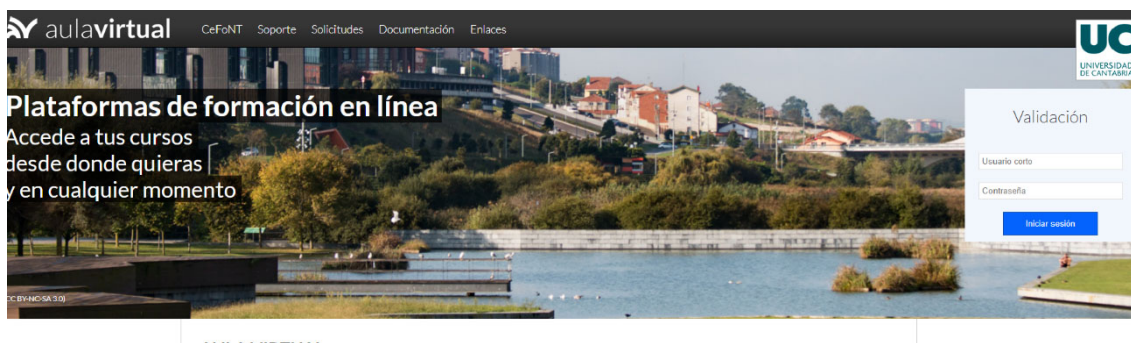 aulavirtual
CeFoNT Soporte Solicitudes Documentación Enlaces
UC
UNIVERSIDAD
DE CANTABRIA
Plataformas de formación en línea
Accede a tus cursos
desde donde quieras
y en cualquier momento
Validación
Usuario corto
Contraseña
Iniciar sesión
CC BY-NC-SA 3.0)